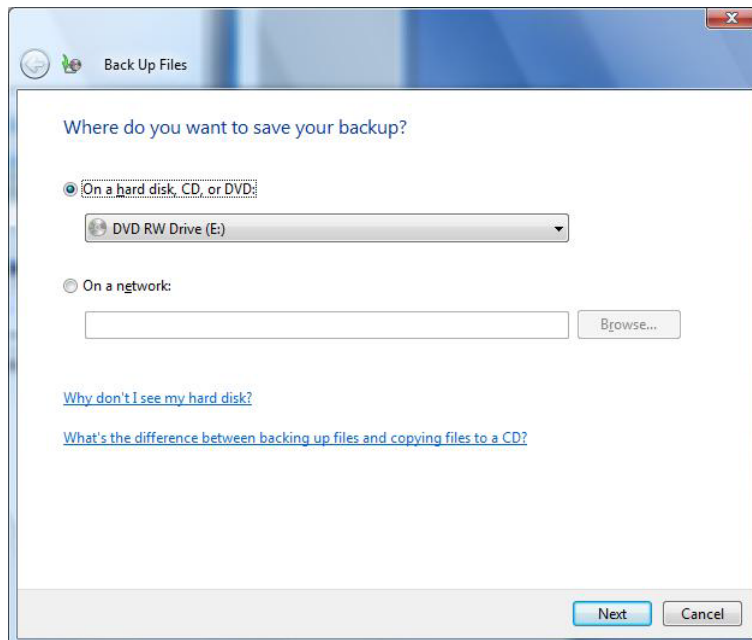 Back Up Files
Where do you want to save your backup?
On a hard disk, CD, or DVD:
DVD RW Drive (E:)
On a network:
Browse...
Why don't I see my hard disk?
What's the difference between backing up files and copying files to a CD?
Next Cancel